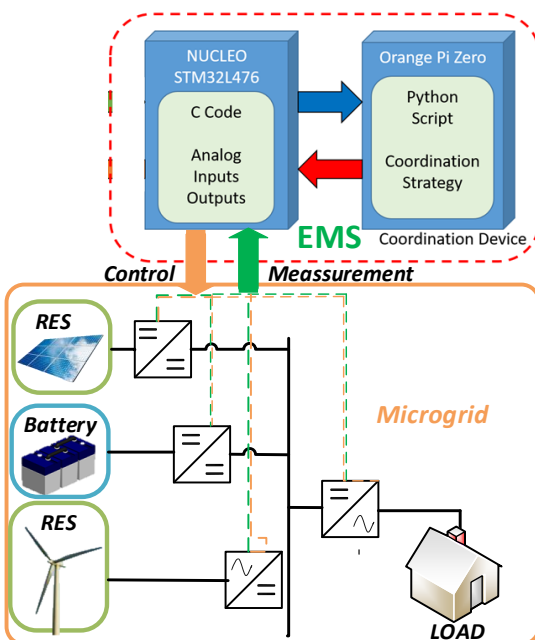 NUCLEO
STM32L476
C Code
Analog
Inputs
Outputs
Orange Pi Zero
Python
Script
Coordination
Strategy
EMS
Coordination Device
Control
Meassurement
RES
Battery
Microgrid
RES
LOAD